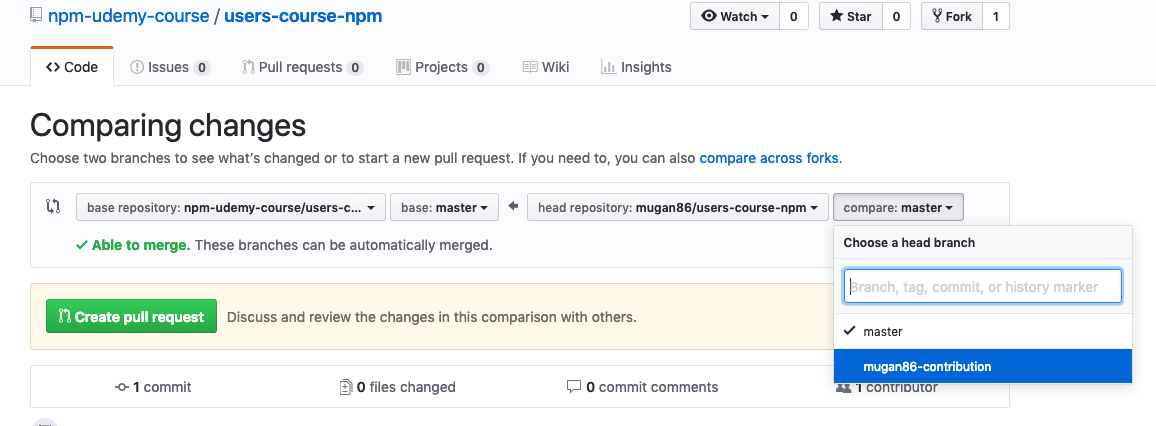 npm-udemy-course / users-course-npm
Watch 0 Star 0 Fork 1
Code Issues 0 Pull requests 0 Projects 0 Wiki Insights
Comparing changes
Choose two branches to see what's changed or to start a new pull request. If you need to, you can also compare across forks.
base repository: npm-udemy-course/users-c... base: master head repository: mugan86/users-course-npm compare: master
Able to merge. These branches can be automatically merged.
Choose a head branch
Branch, tag, commit, or history marker
master
mugan86-contribution
Create pull request Discuss and review the changes in this comparison with others.
1 commit 0 files changed 0 commit comments 1 contributor